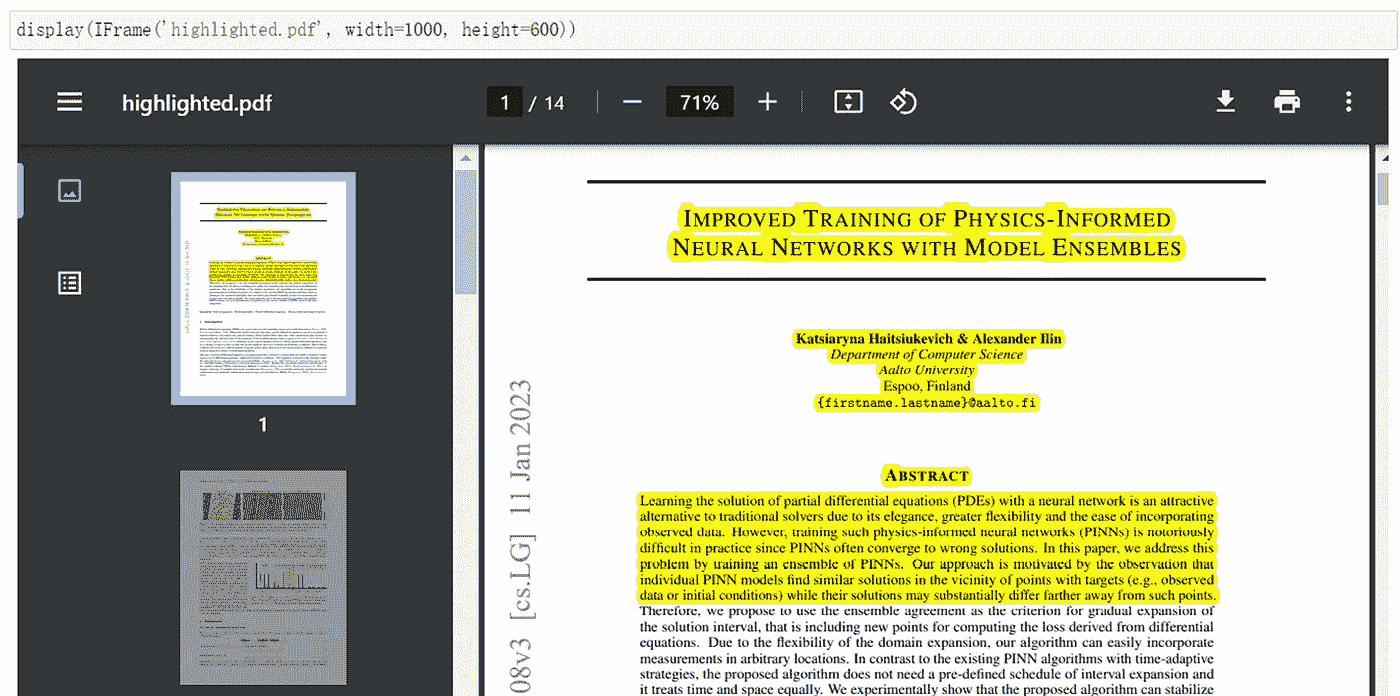 display(IFrame('highlighted.pdf', width=1000, height=600))
highlighted.pdf
1 / 14
71%
1
08v3 [cs.LG] 11 Jan 2023
IMPROVED TRAINING OF PHYSICS-INFORMED
NEURAL NETWORKS WITH MODEL ENSEMBLES
Katsiaryna Haitsiukevich & Alexander Ilin
Department of Computer Science
Aalto University
Espoo, Finland
{firstname.lastname}@aalto.fi
ABSTRACT
Learning the solution of partial differential equations (PDEs) with a neural network is an attractive
alternative to traditional solvers due to its elegance, greater flexibility and the ease of incorporating
observed data. However, training such physics-informed neural networks (PINNs) is notoriously
difficult in practice since PINNs often converge to wrong solutions. In this paper, we address this
problem by training an ensemble of PINNs. Our approach is motivated by the observation that
individual PINN models find similar solutions in the vicinity of points with targets (e.g., observed
data or initial conditions) while their solutions may substantially differ farther away from such points.
Therefore, we propose to use the ensemble agreement as the criterion for gradual expansion of
the solution interval, that is including new points for computing the loss derived from differential
equations. Due to the flexibility of the domain expansion, our algorithm can easily incorporate
measurements in arbitrary locations. In contrast to the existing PINN algorithms with time-adaptive
strategies, the proposed algorithm does not need a pre-defined schedule of interval expansion and
it treats time and space equally. We experimentally show that the proposed algorithm can stabilize